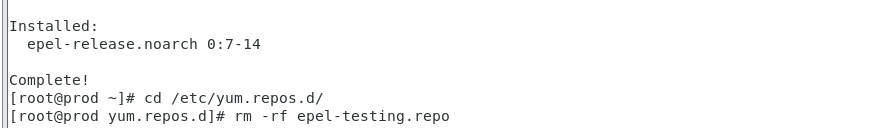 Installed:
  epel-release.noarch 0:7-14
Complete!
[root@prod ~]# cd /etc/yum.repos.d/
[root@prod yum.repos.d]# rm -rf epel-testing.repo